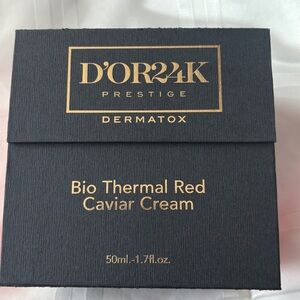 D'OR24K
PRESTIGE
DERMATOX
Bio Thermal Red
Caviar Cream
50ml.-1.7fl.oz.